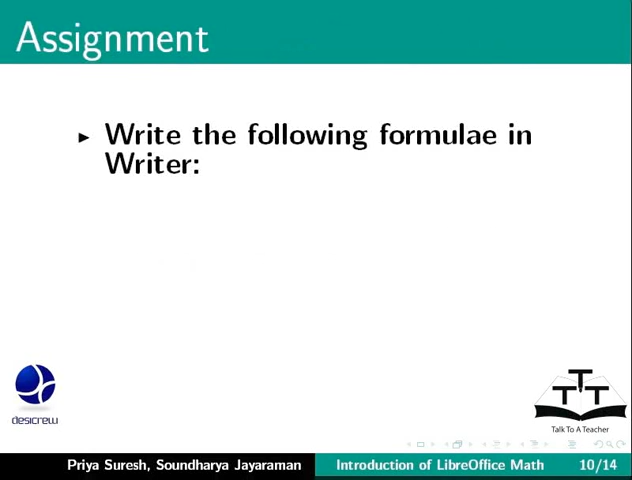 Assignment
▸ Write the following formulae in
Writer:
desicrew
T T T
Talk To A Teacher
Priya Suresh, Soundharya Jayaraman Introduction of LibreOffice Math 10/14